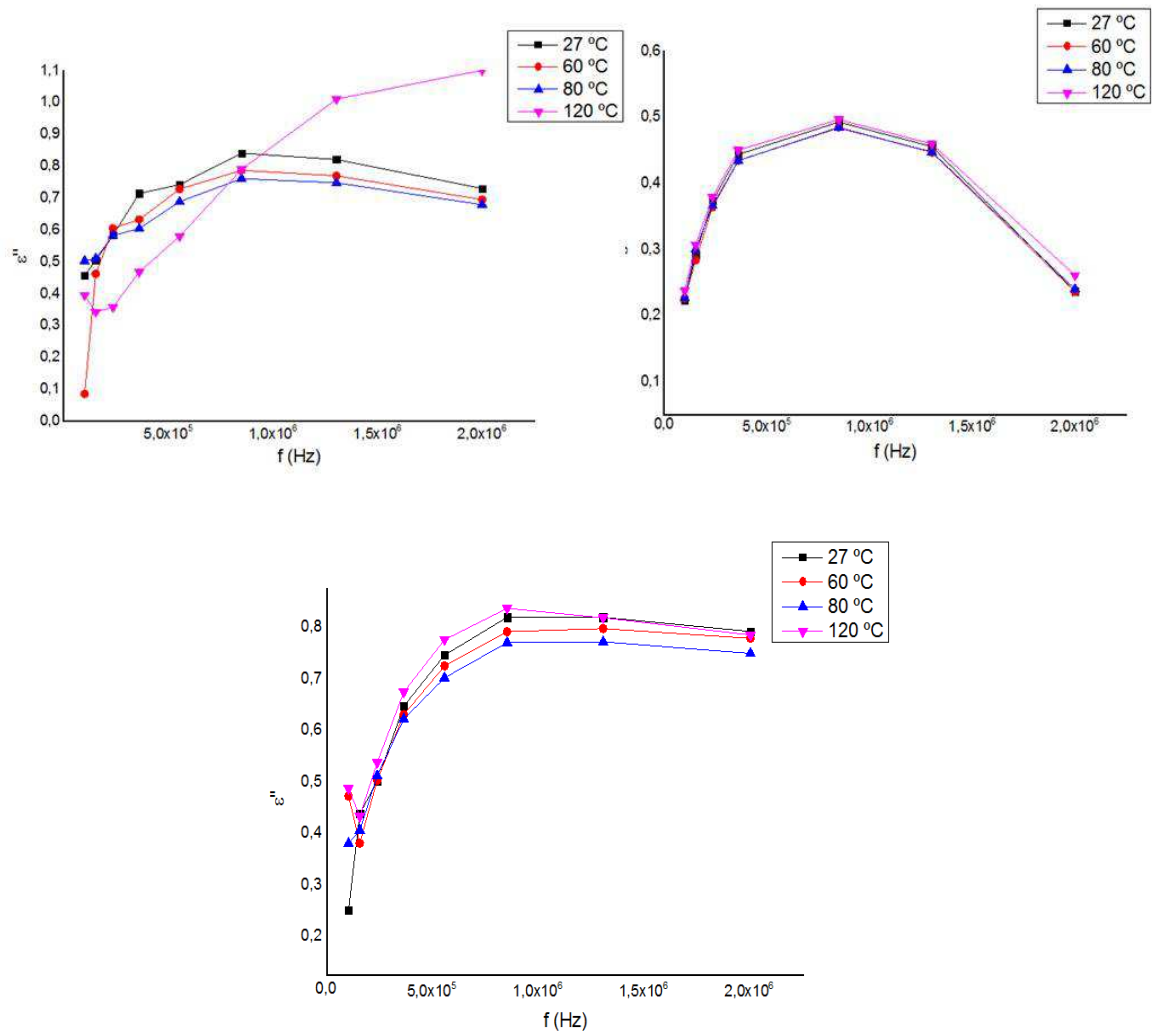 27 ºC
60 ºC
80 ºC
120 ºC
1,1
1,0
0,9
0,8
0,7
0,6
0,5
0,4
0,3
0,2
0,1
0,0
ε"
5,0x10⁵ 1,0x10⁶ 1,5x10⁶ 2,0x10⁶
f (Hz)
27 ºC
60 ºC
80 ºC
120 ºC
0,6
0,5
0,4
0,3
0,2
0,1
0,0 5,0x10⁵ 1,0x10⁶ 1,5x10⁶ 2,0x10⁶
f (Hz)
27 ºC
60 ºC
80 ºC
120 ºC
0,8
0,7
0,6
0,5
0,4
0,3
0,2
ε"
0,0 5,0x10⁵ 1,0x10⁶ 1,5x10⁶ 2,0x10⁶
f (Hz)